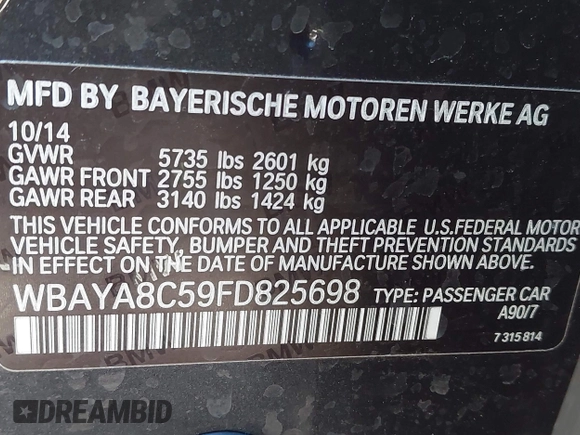 MFD BY BAYERISCHE MOTOREN WERKE AG
10/14
GVWR 5735 lbs 2601 kg
GAWR FRONT 2755 lbs 1250 kg
GAWR REAR 3140 lbs 1424 kg
THIS VEHICLE CONFORMS TO ALL APPLICABLE U.S.FEDERAL MOTOR
VEHICLE SAFETY, BUMPER AND THEFT PREVENTION STANDARDS
EFFECT ON THE DATE OF MANUFACTURE SHOWN ABOVE.
WBAYA8C59FD825698 TYPE: PASSENGER CAR
A90/7
7 315 814
BMW
DREAMBID